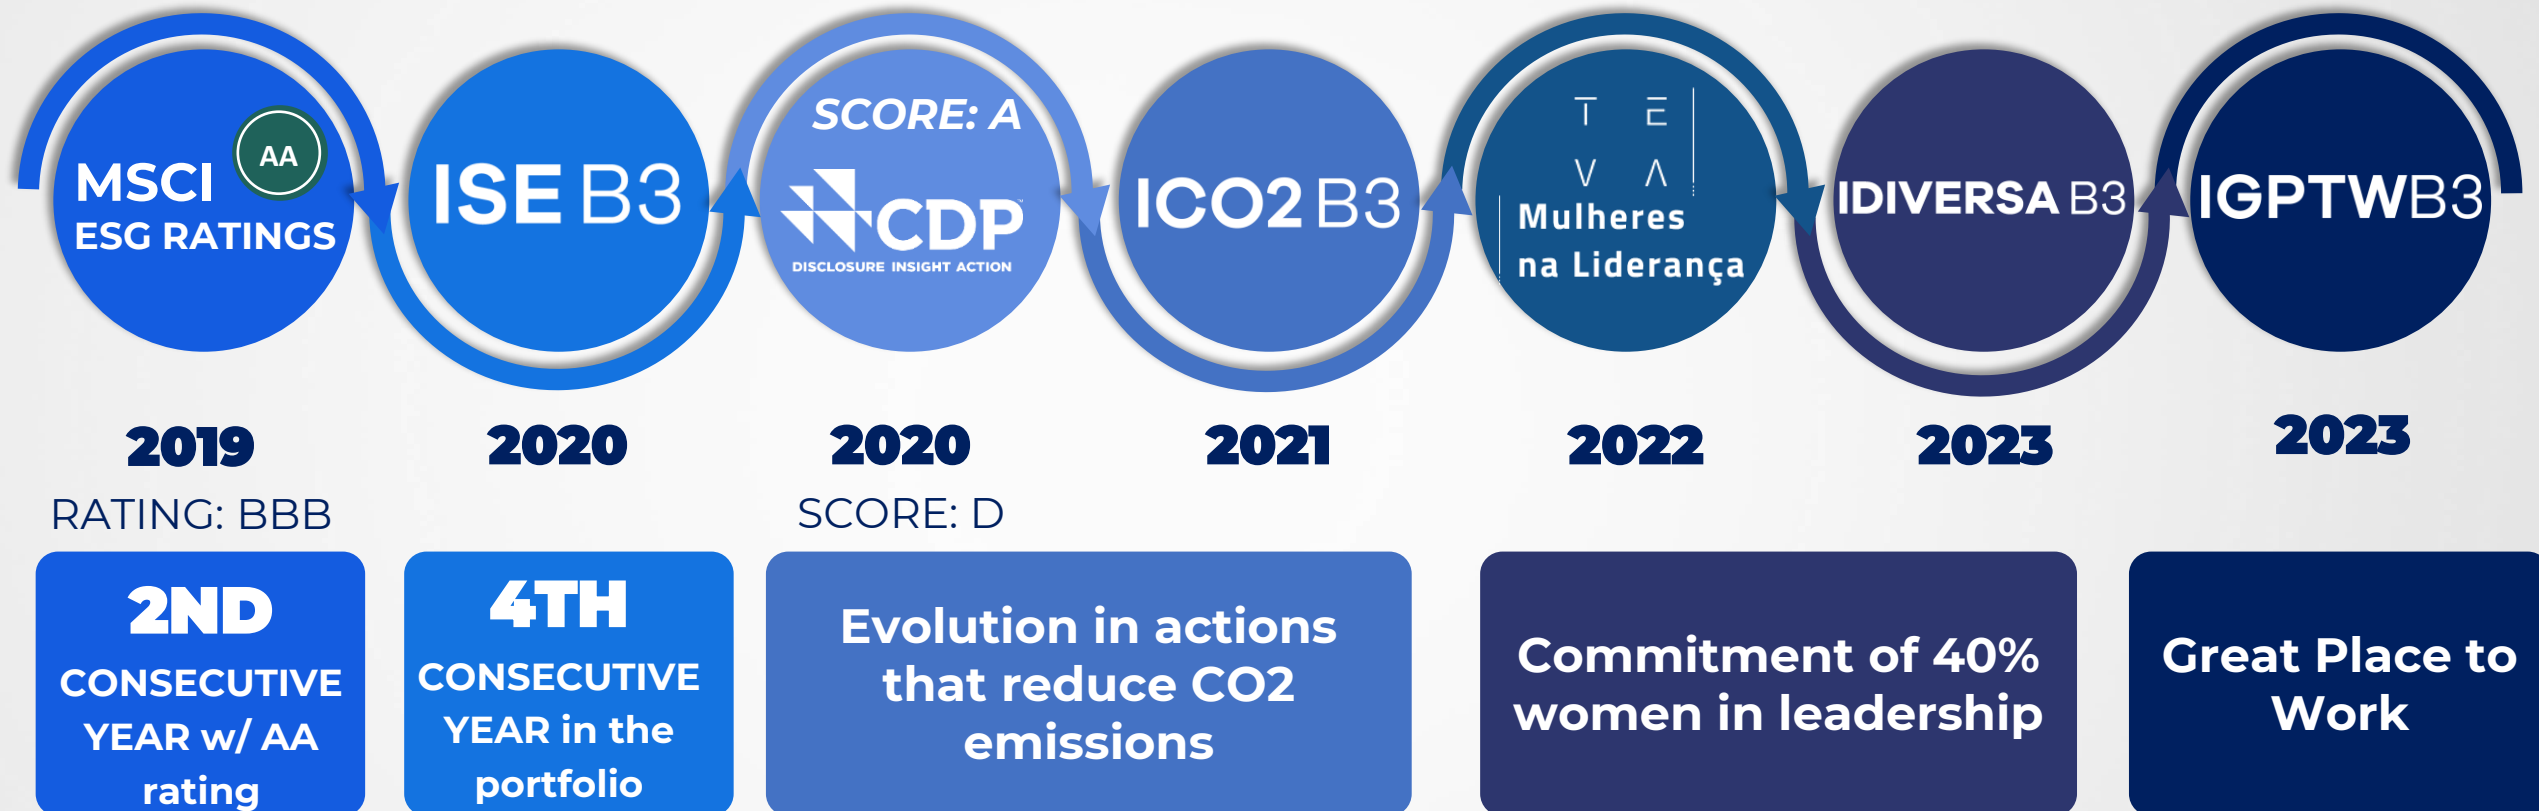 MSCI
AA
ESG RATINGS
ISE B3
SCORE: A
CDP
DISCLOSURE INSIGHT ACTION
ICO2 B3
T E
V A
Mulheres
na Liderança
IDIVERSA B3
IGPTWB3
2019
2020
2020
2021
2022
2023
2023
RATING: BBB
SCORE: D
2ND
CONSECUTIVE
YEAR w/ AA
rating
4TH
CONSECUTIVE
YEAR in the
portfolio
Evolution in actions
that reduce CO2
emissions
Commitment of 40%
women in leadership
Great Place to
Work